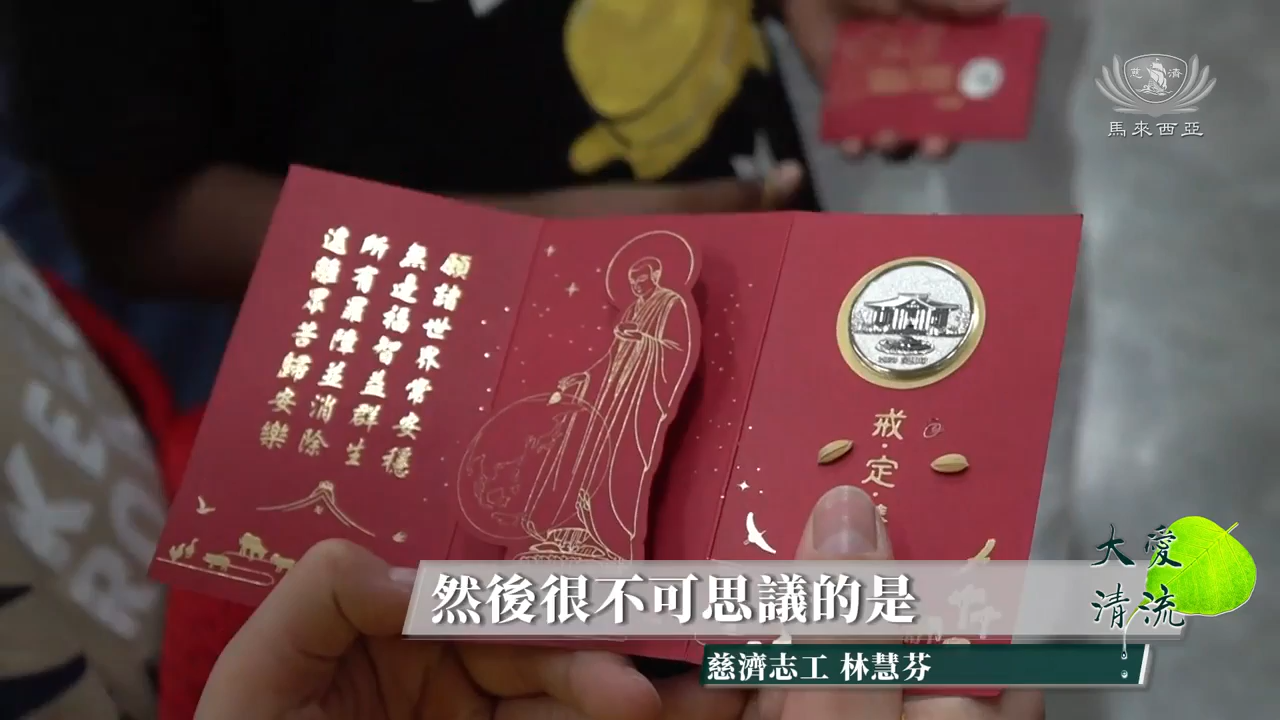 慈濟
馬來西亞
願諸世界常安穩
無邊福智益群生
所有罪障並消除
遠離眾苦歸安樂
戒·定·
大愛
清流
然後很不可思議的是
慈濟志工 林慧芬